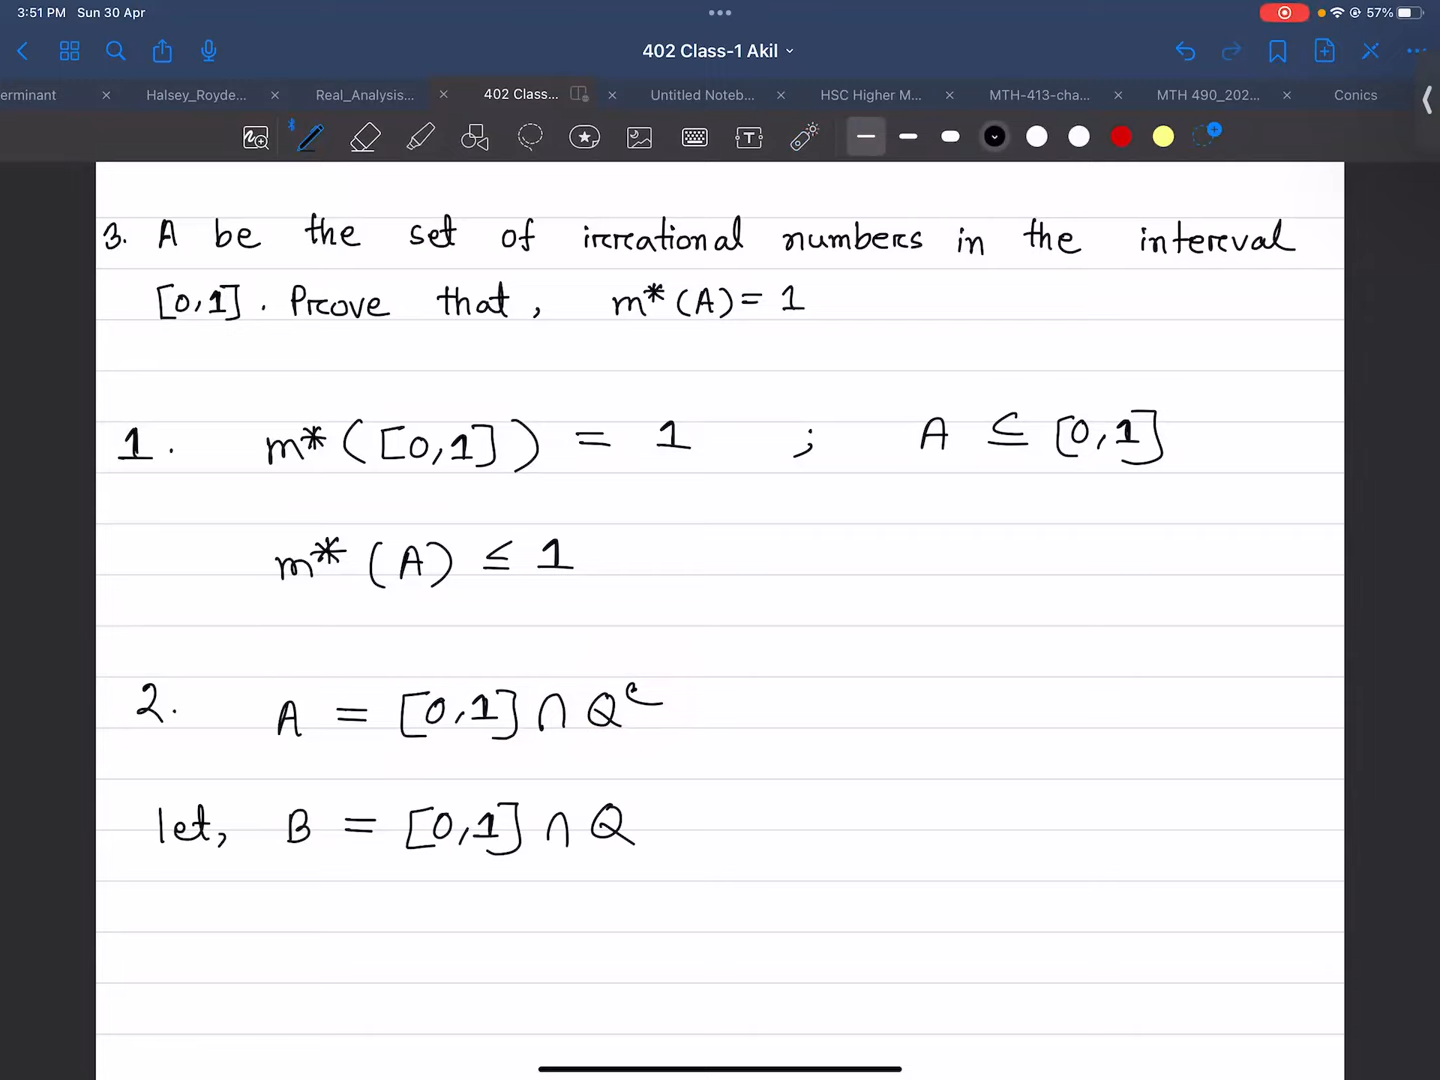 3:51 PM Sun 30 Apr
57%
402 Class-1 Akil
erminant
Halsey_Royde...
Real_Analysis...
402 Class...
Untitled Noteb...
HSC Higher M...
MTH-413-cha...
MTH 490_202...
Conics
3. A be the set of irrational numbers in the interval
[0,1]. Prove that, m*(A) = 1
1. m*([0,1]) = 1 ; A ⊆ [0,1]
m*(A) ≤ 1
2. A = [0,1] ∩ Qᶜ
let, B = [0,1] ∩ Q